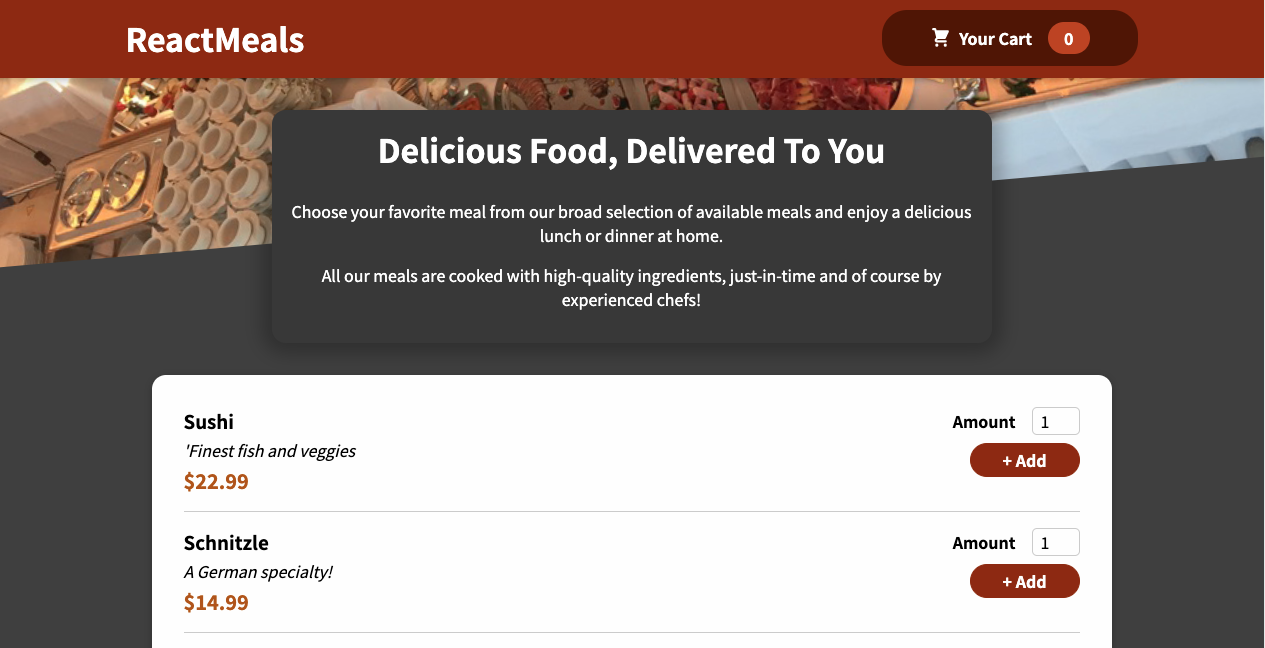 ReactMeals
Your Cart 0
Delicious Food, Delivered To You
Choose your favorite meal from our broad selection of available meals and enjoy a delicious
lunch or dinner at home.
All our meals are cooked with high-quality ingredients, just-in-time and of course by
experienced chefs!
Sushi
'Finest fish and veggies
$22.99
Amount 1
+ Add
Schnitzle
A German specialty!
$14.99
Amount 1
+ Add